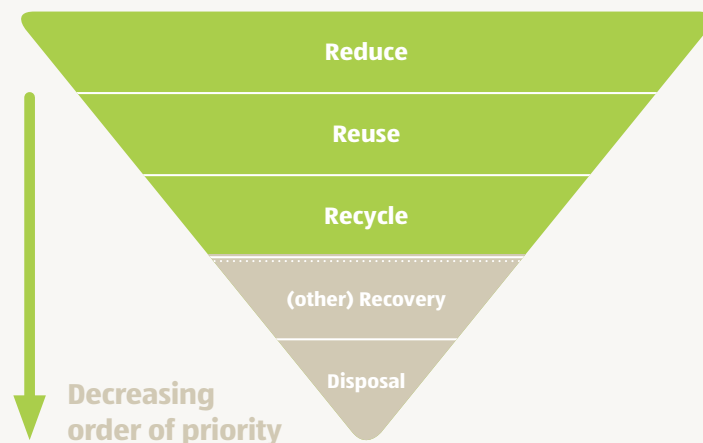 Reduce
Reuse
Recycle
(other) Recovery
Disposal
Decreasing
order of priority